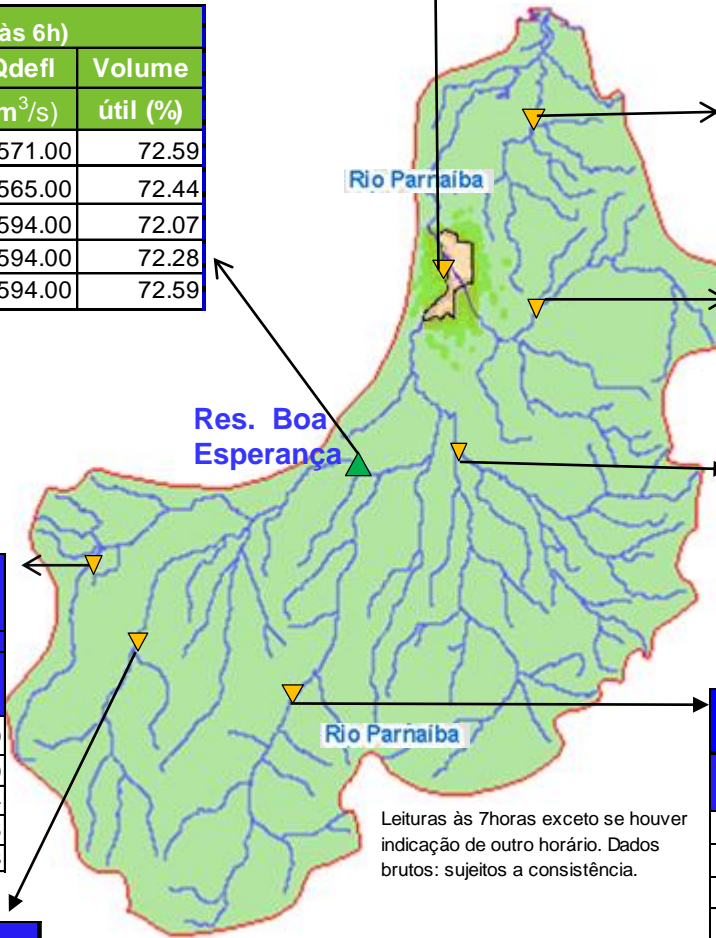 às 6h)
Qdefl Volume
m³/s) útil (%)
571.00 72.59
565.00 72.44
594.00 72.07
594.00 72.28
594.00 72.59
Rio Parnaíba
Res. Boa
Esperança
Rio Parnaíba
Leituras às 7horas exceto se houver
indicação de outro horário. Dados
brutos: sujeitos a consistência.